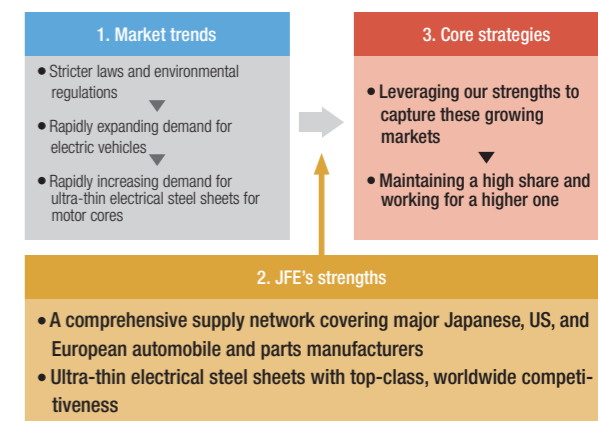 1. Market trends
● Stricter laws and environmental
regulations
● Rapidly expanding demand for
electric vehicles
● Rapidly increasing demand for
ultra-thin electrical steel sheets for
motor cores
3. Core strategies
● Leveraging our strengths to
capture these growing
markets
● Maintaining a high share and
working for a higher one
2. JFE's strengths
● A comprehensive supply network covering major Japanese, US, and
European automobile and parts manufacturers
● Ultra-thin electrical steel sheets with top-class, worldwide competi-
tiveness